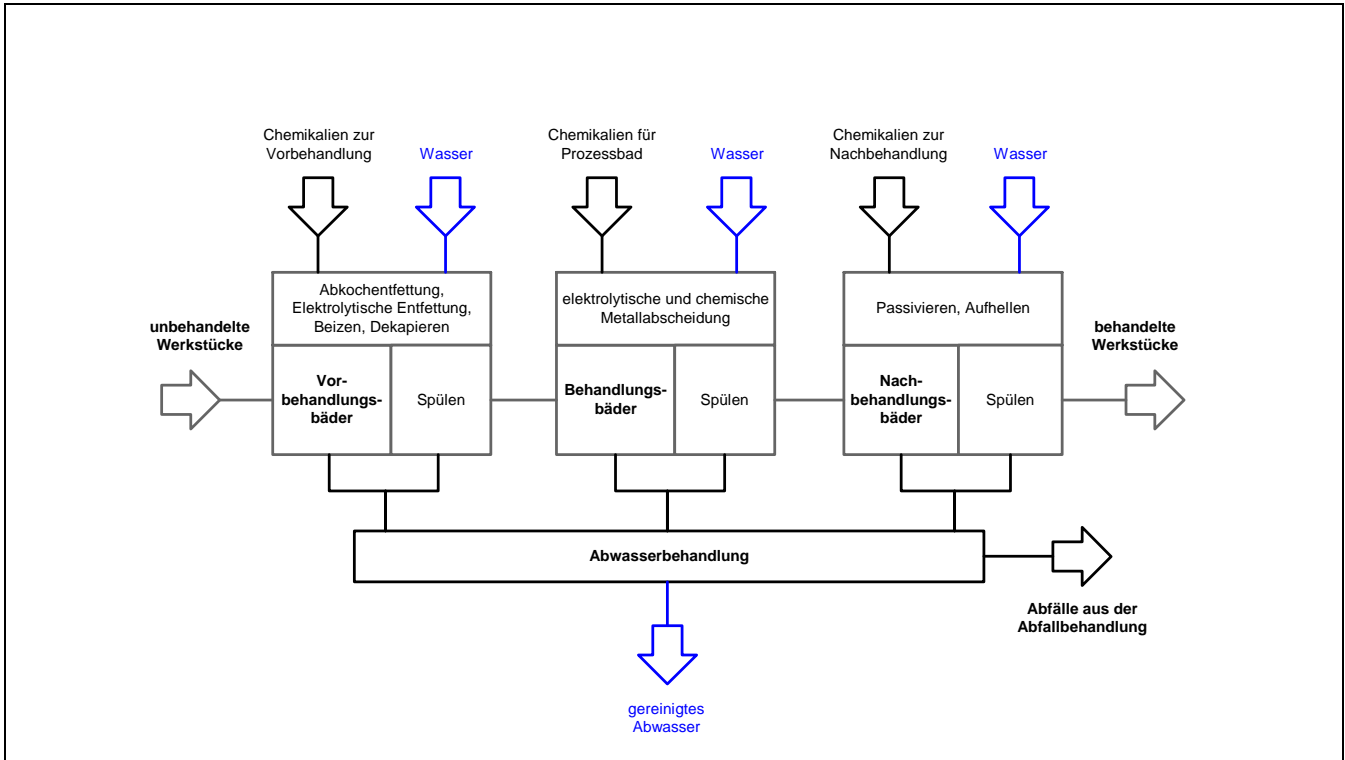 Chemikalien zur
Vorbehandlung
Wasser
Chemikalien für
Prozessbad
Wasser
Chemikalien zur
Nachbehandlung
Wasser
Abkochentfettung,
Elektrolytische Entfettung,
Beizen, Dekapieren
elektrolytische und chemische
Metallabscheidung
Passivieren, Aufhellen
unbehandelte
Werkstücke
behandelte
Werkstücke
Vor-
behandlungs-
bäder
Spülen
Behandlungs-
bäder
Spülen
Nach-
behandlungs-
bäder
Spülen
Abwasserbehandlung
Abfälle aus der
Abfallbehandlung
gereinigtes
Abwasser